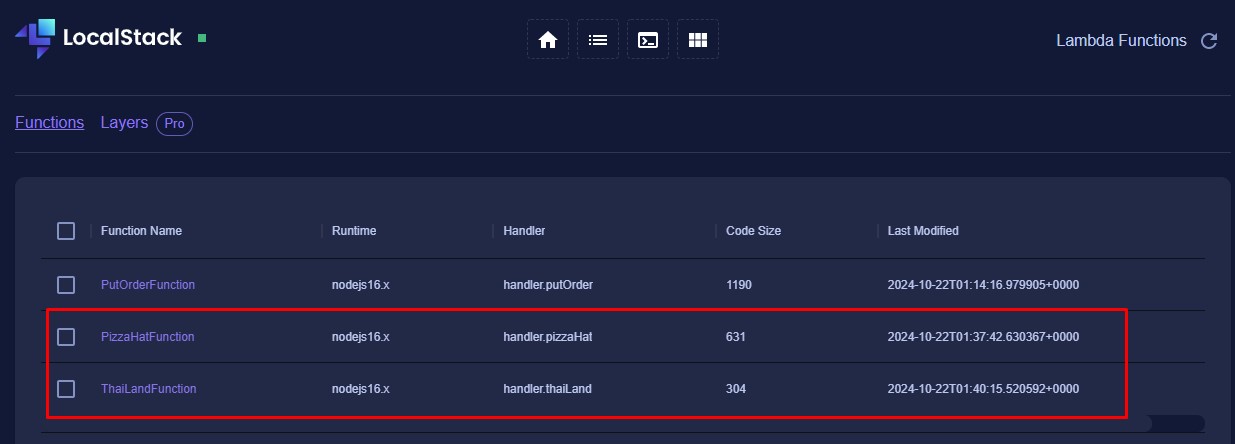 LocalStack
Lambda Functions
Functions Layers Pro
Function Name Runtime Handler Code Size Last Modified
PutOrderFunction nodejs16.x handler.putOrder 1190 2024-10-22T01:14:16.979905+0000
PizzaHatFunction nodejs16.x handler.pizzaHat 631 2024-10-22T01:37:42.630367+0000
ThaiLandFunction nodejs16.x handler.thaiLand 304 2024-10-22T01:40:15.520592+0000